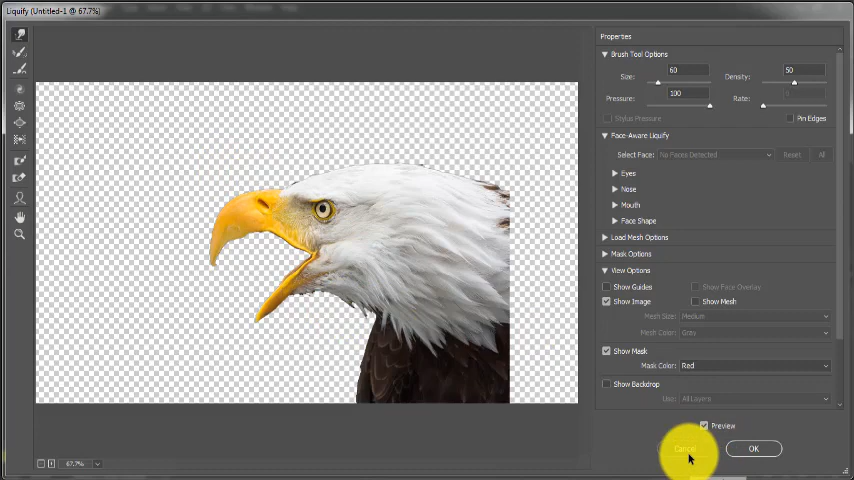 Liquify (Untitled-1 @ 67.7%)
Properties
Brush Tool Options
Size: 60 Density: 50
Pressure: 100 Rate:
Stylus Pressure Pin Edges
Face-Aware Liquify
Select Face: No Faces Detected Reset All
Eyes
Nose
Mouth
Face Shape
Load Mesh Options
Mask Options
View Options
Show Guides Show Face Overlay
Show Image Show Mesh
Mesh Size: Medium
Mesh Color: Gray
Show Mask
Mask Color: Red
Show Backdrop
Use: All Layers
Preview
Cancel OK
67.7%